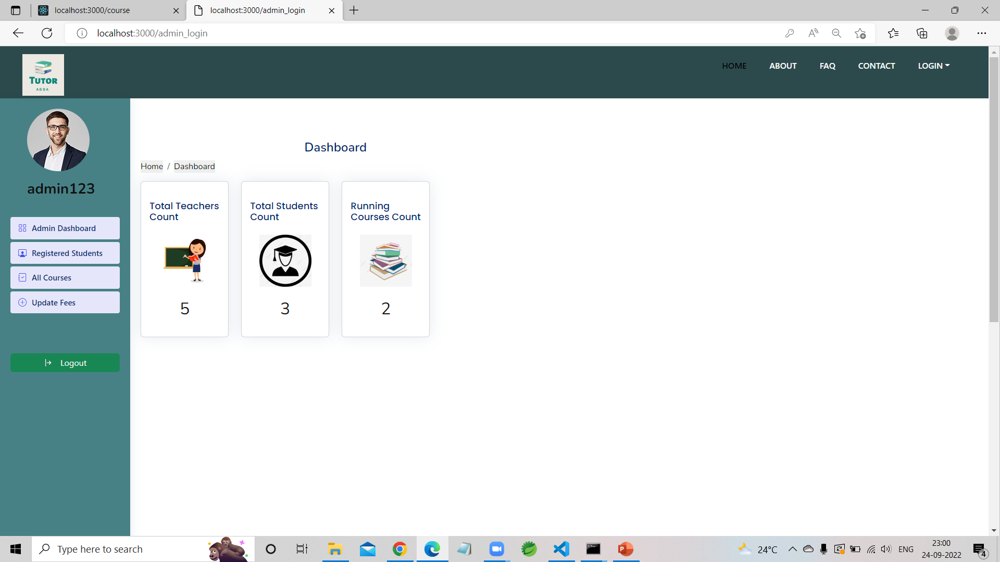 localhost:3000/course
localhost:3000/admin_login
localhost:3000/admin_login
TUTOR
ADDA
HOME
ABOUT
FAQ
CONTACT
LOGIN
admin123
Admin Dashboard
Registered Students
All Courses
Update Fees
Logout
Dashboard
Home / Dashboard
Total Teachers
Count
5
Total Students
Count
3
Running
Courses Count
2
Type here to search
24°C
ENG
23:00
24-09-2022
4